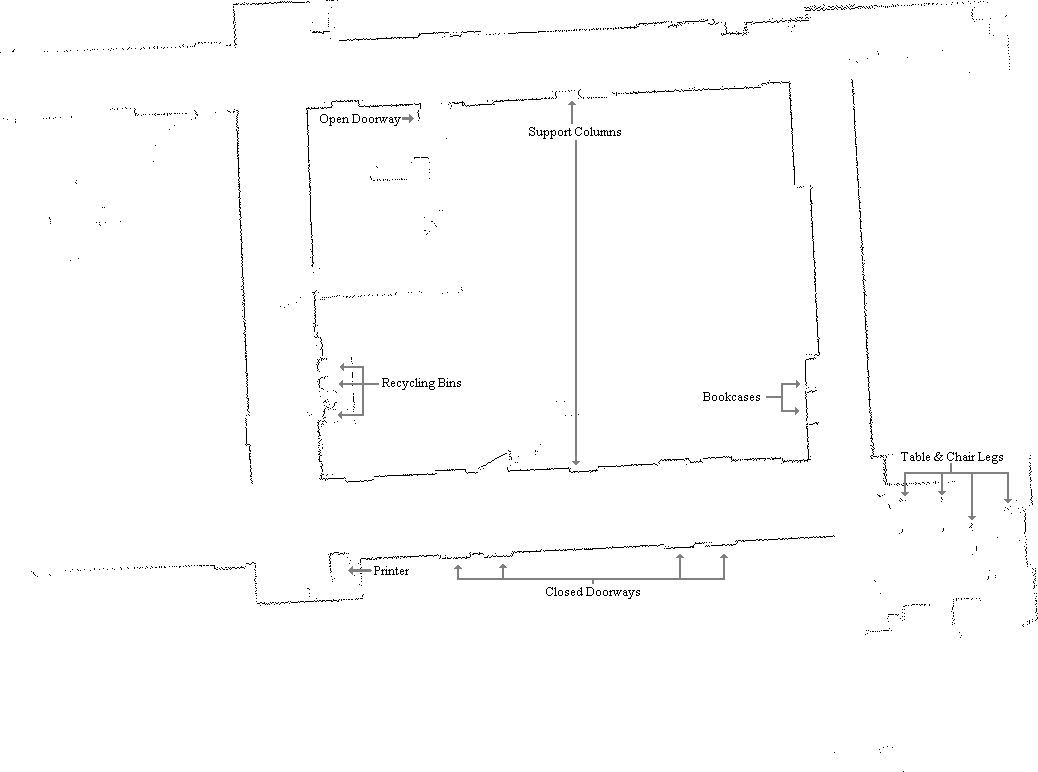 Open Doorway
Support Columns
Recycling Bins
Bookcases
Table & Chair Legs
Printer
Closed Doorways